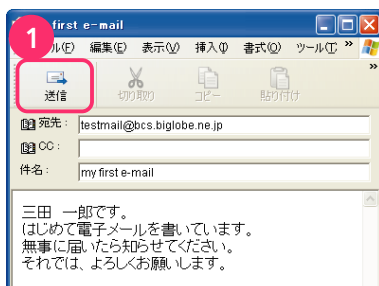 first e-mail
1
ル(F) 編集(E) 表示(V) 挿入(I) 書式(O) ツール(T) »
»
送信 切り取り コピー 貼り付け
宛先: testmail@bcs.biglobe.ne.jp
CC:
件名: my first e-mail
三田 一郎です。
はじめて電子メールを書いています。
無事に届いたら知らせてください。
それでは、よろしくお願いします。